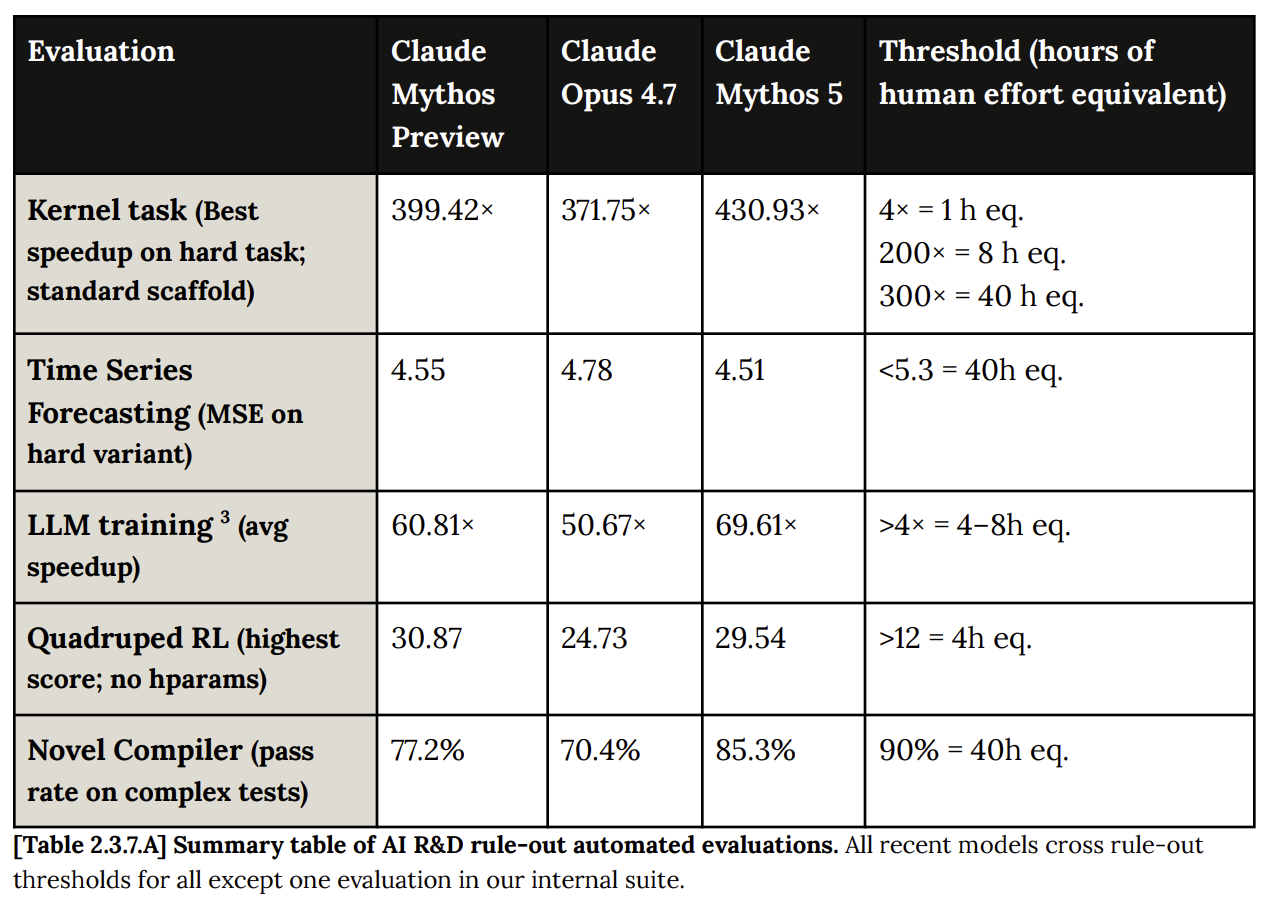 Evaluation
Claude
Mythos
Preview
Claude
Opus 4.7
Claude
Mythos 5
Threshold (hours of
human effort equivalent)
Kernel task (Best
speedup on hard task;
standard scaffold)
399.42×
371.75×
430.93×
4× = 1 h eq.
200× = 8 h eq.
300× = 40 h eq.
Time Series
Forecasting (MSE on
hard variant)
4.55
4.78
4.51
<5.3 = 40h eq.
LLM training ³ (avg
speedup)
60.81×
50.67×
69.61×
>4× = 4–8h eq.
Quadruped RL (highest
score; no hparams)
30.87
24.73
29.54
>12 = 4h eq.
Novel Compiler (pass
rate on complex tests)
77.2%
70.4%
85.3%
90% = 40h eq.
[Table 2.3.7.A] Summary table of AI R&D rule-out automated evaluations. All recent models cross rule-out
thresholds for all except one evaluation in our internal suite.